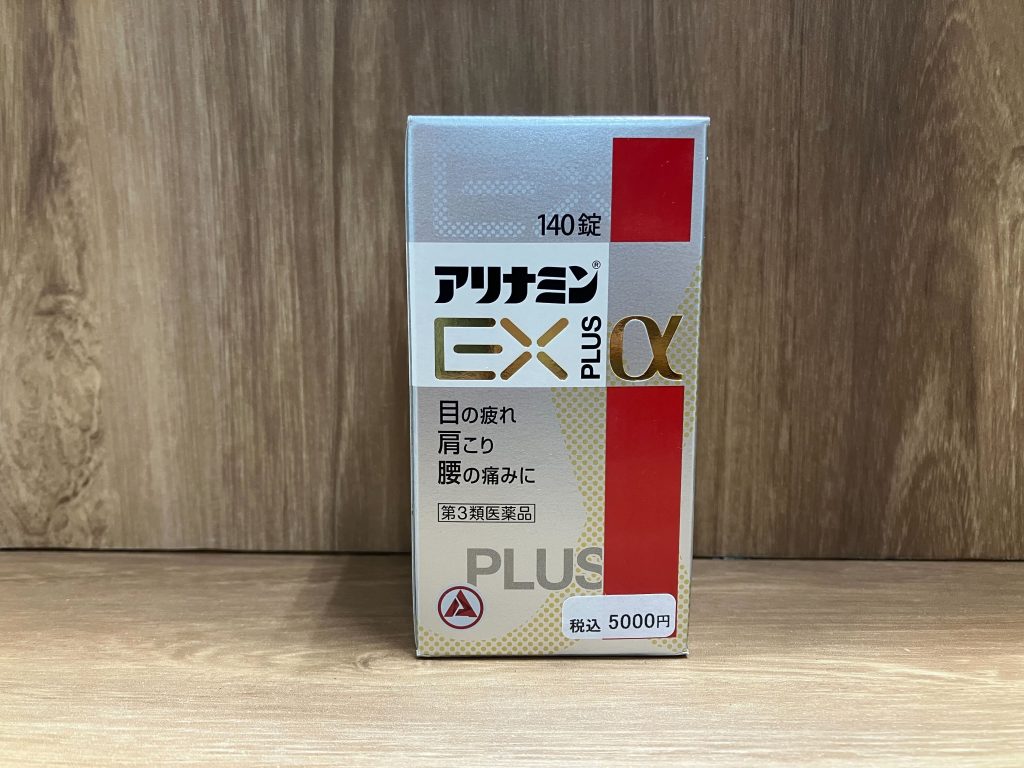 140錠
アリナミン®
EX PLUS α
目の疲れ
肩こり
腰の痛みに
第3類医薬品
PLUS
税込 5000円